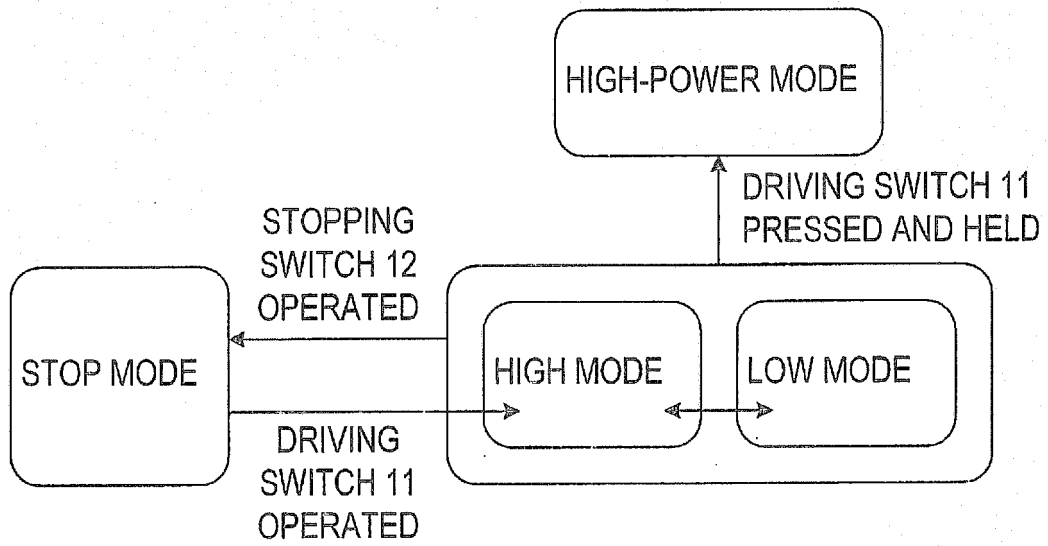 HIGH-POWER MODE
DRIVING SWITCH 11
PRESSED AND HELD
STOPPING
SWITCH 12
OPERATED
STOP MODE
HIGH MODE
LOW MODE
DRIVING
SWITCH 11
OPERATED